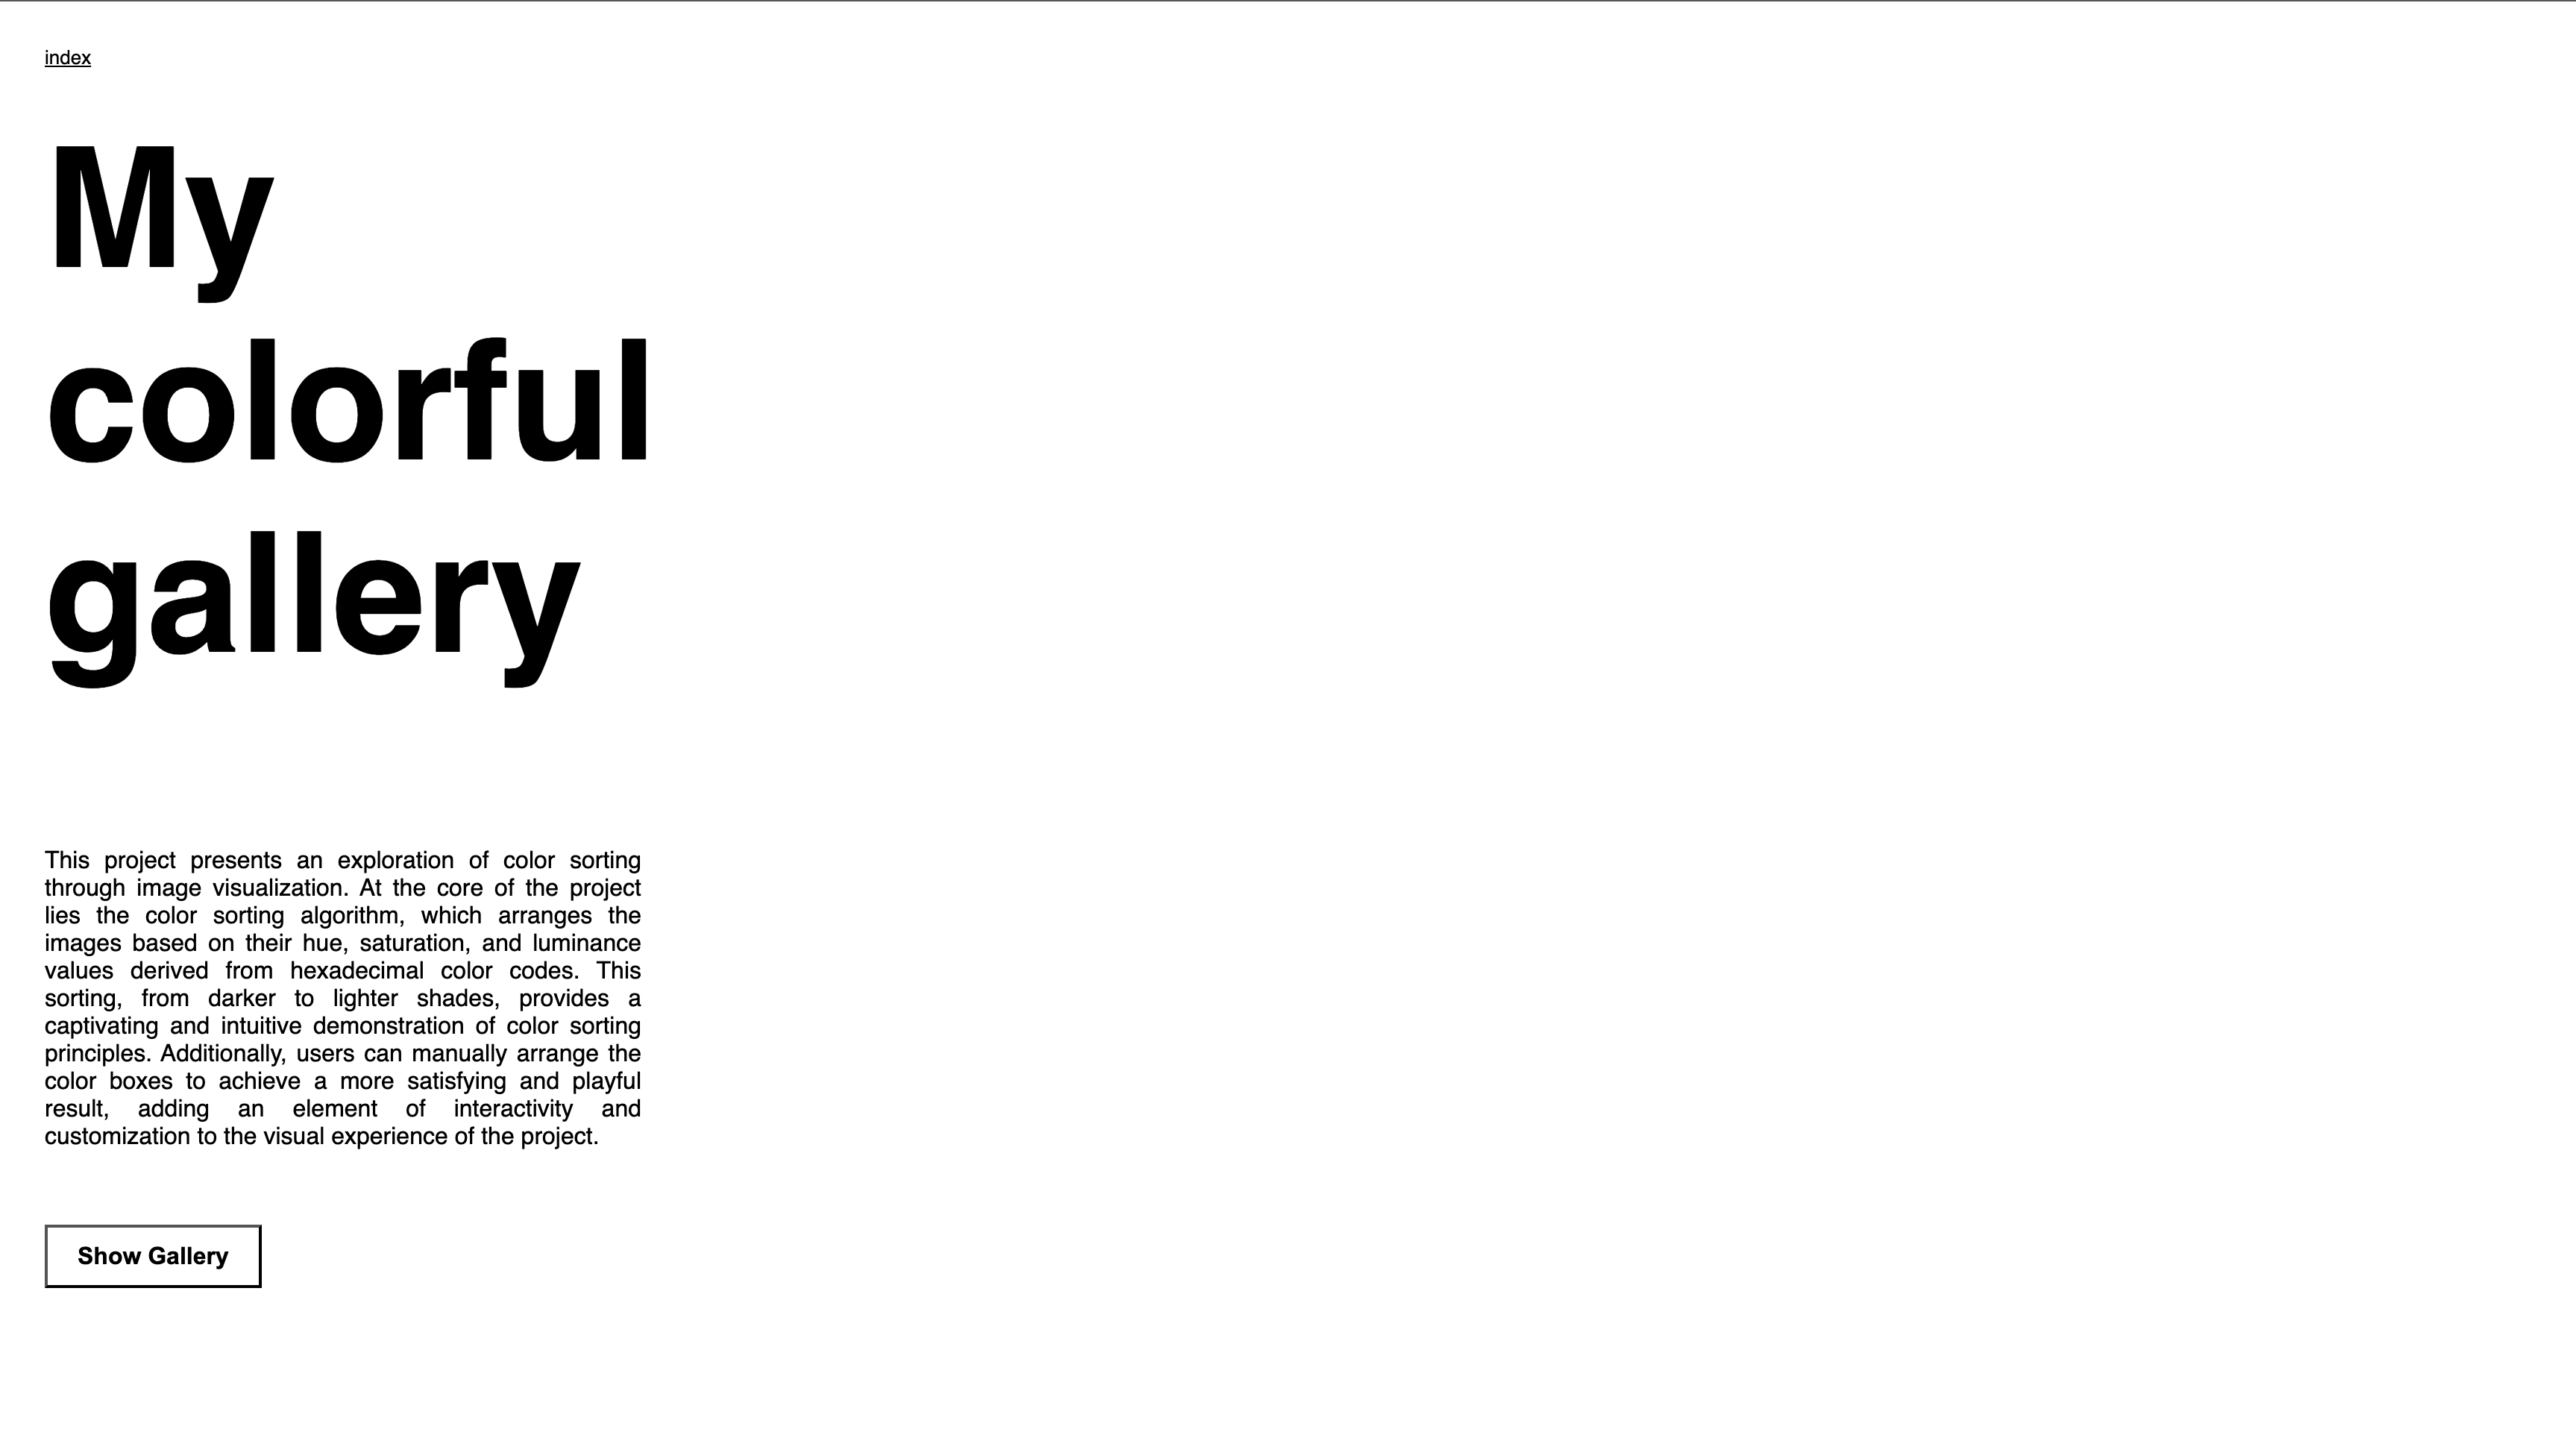 index
My
colorful
gallery
This project presents an exploration of color sorting
through image visualization. At the core of the project
lies the color sorting algorithm, which arranges the
images based on their hue, saturation, and luminance
values derived from hexadecimal color codes. This
sorting, from darker to lighter shades, provides a
captivating and intuitive demonstration of color sorting
principles. Additionally, users can manually arrange the
color boxes to achieve a more satisfying and playful
result, adding an element of interactivity and
customization to the visual experience of the project.
Show Gallery